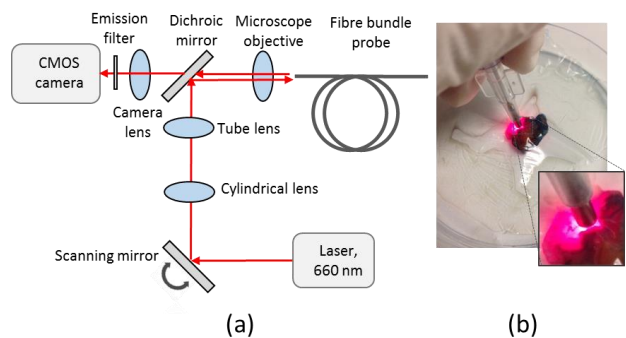 Emission
filter
Dichroic
mirror
Microscope
objective
Fibre bundle
probe
CMOS
camera
Camera
lens
Tube lens
Cylindrical lens
Scanning mirror
Laser,
660 nm
(a)
(b)